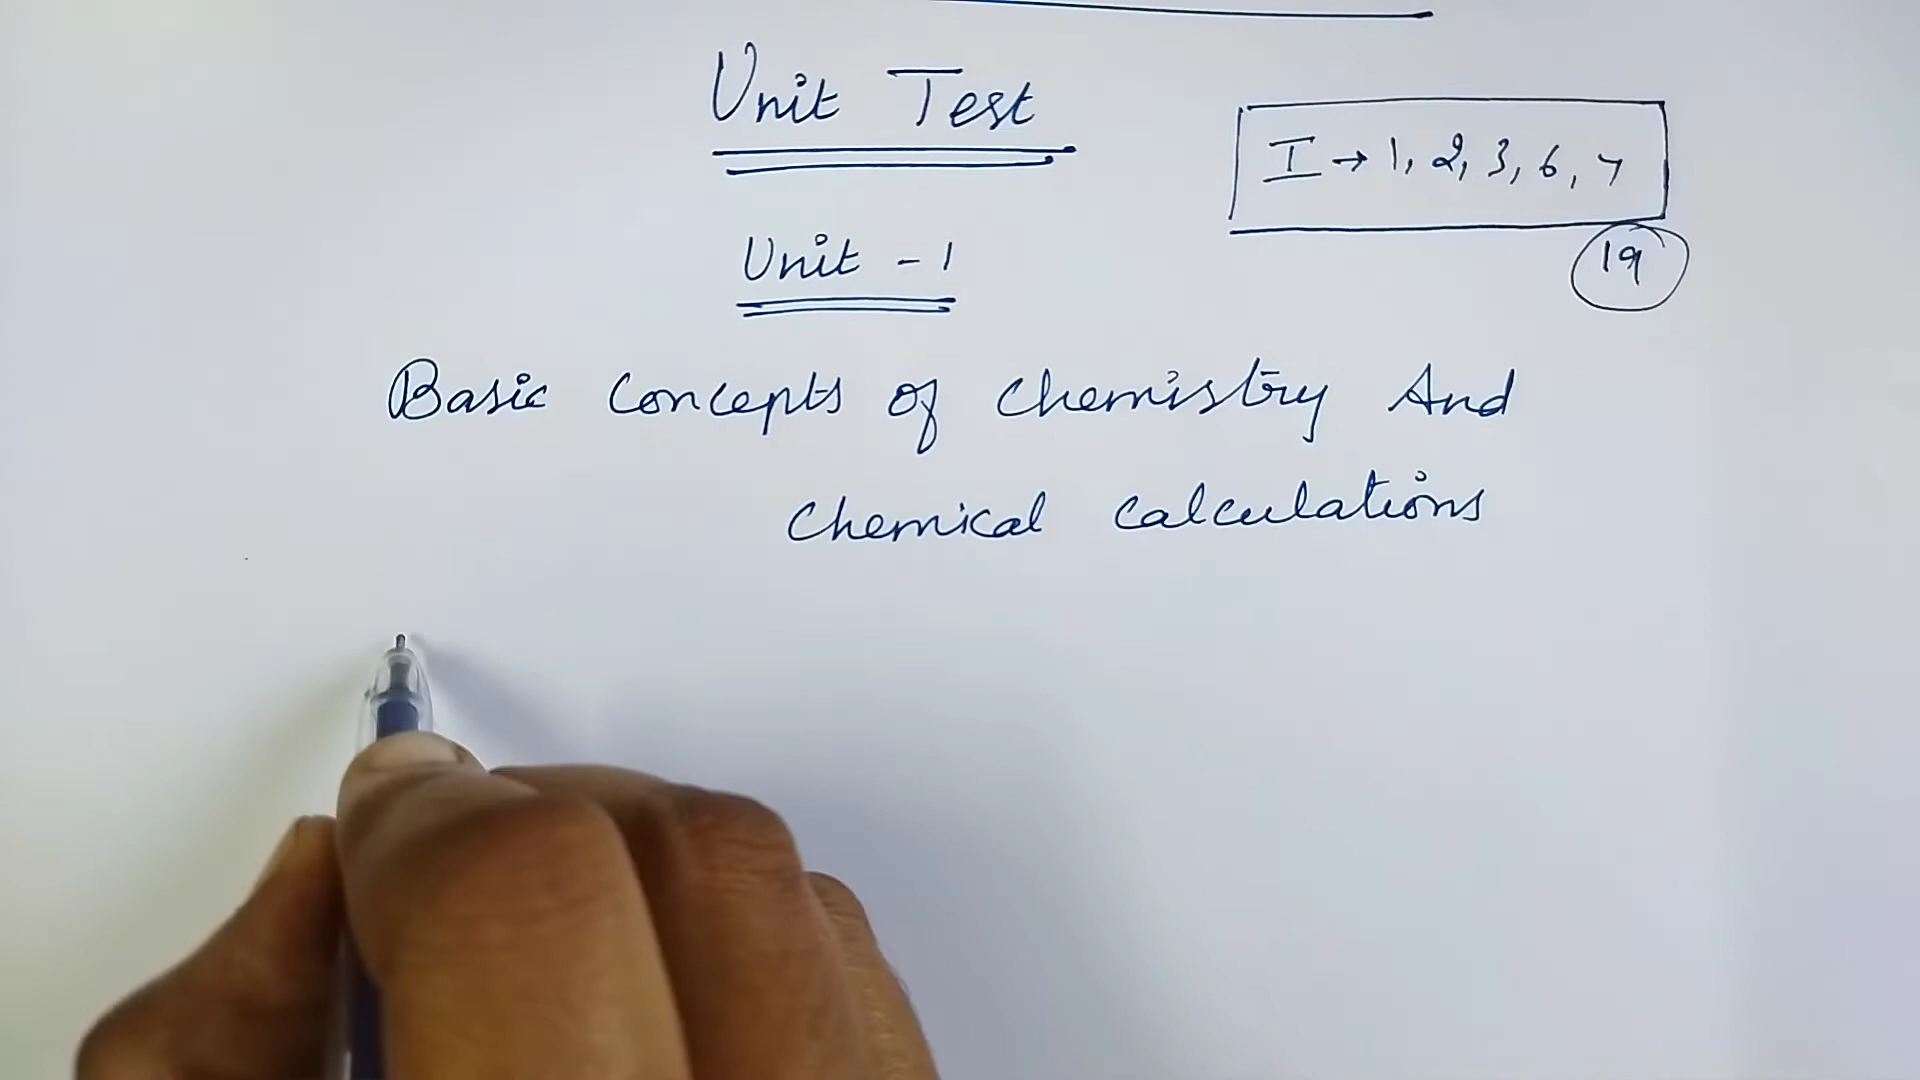 Unit Test
I → 1, 2, 3, 6, 7
19
Unit - 1
Basic Concepts of Chemistry And
Chemical Calculations